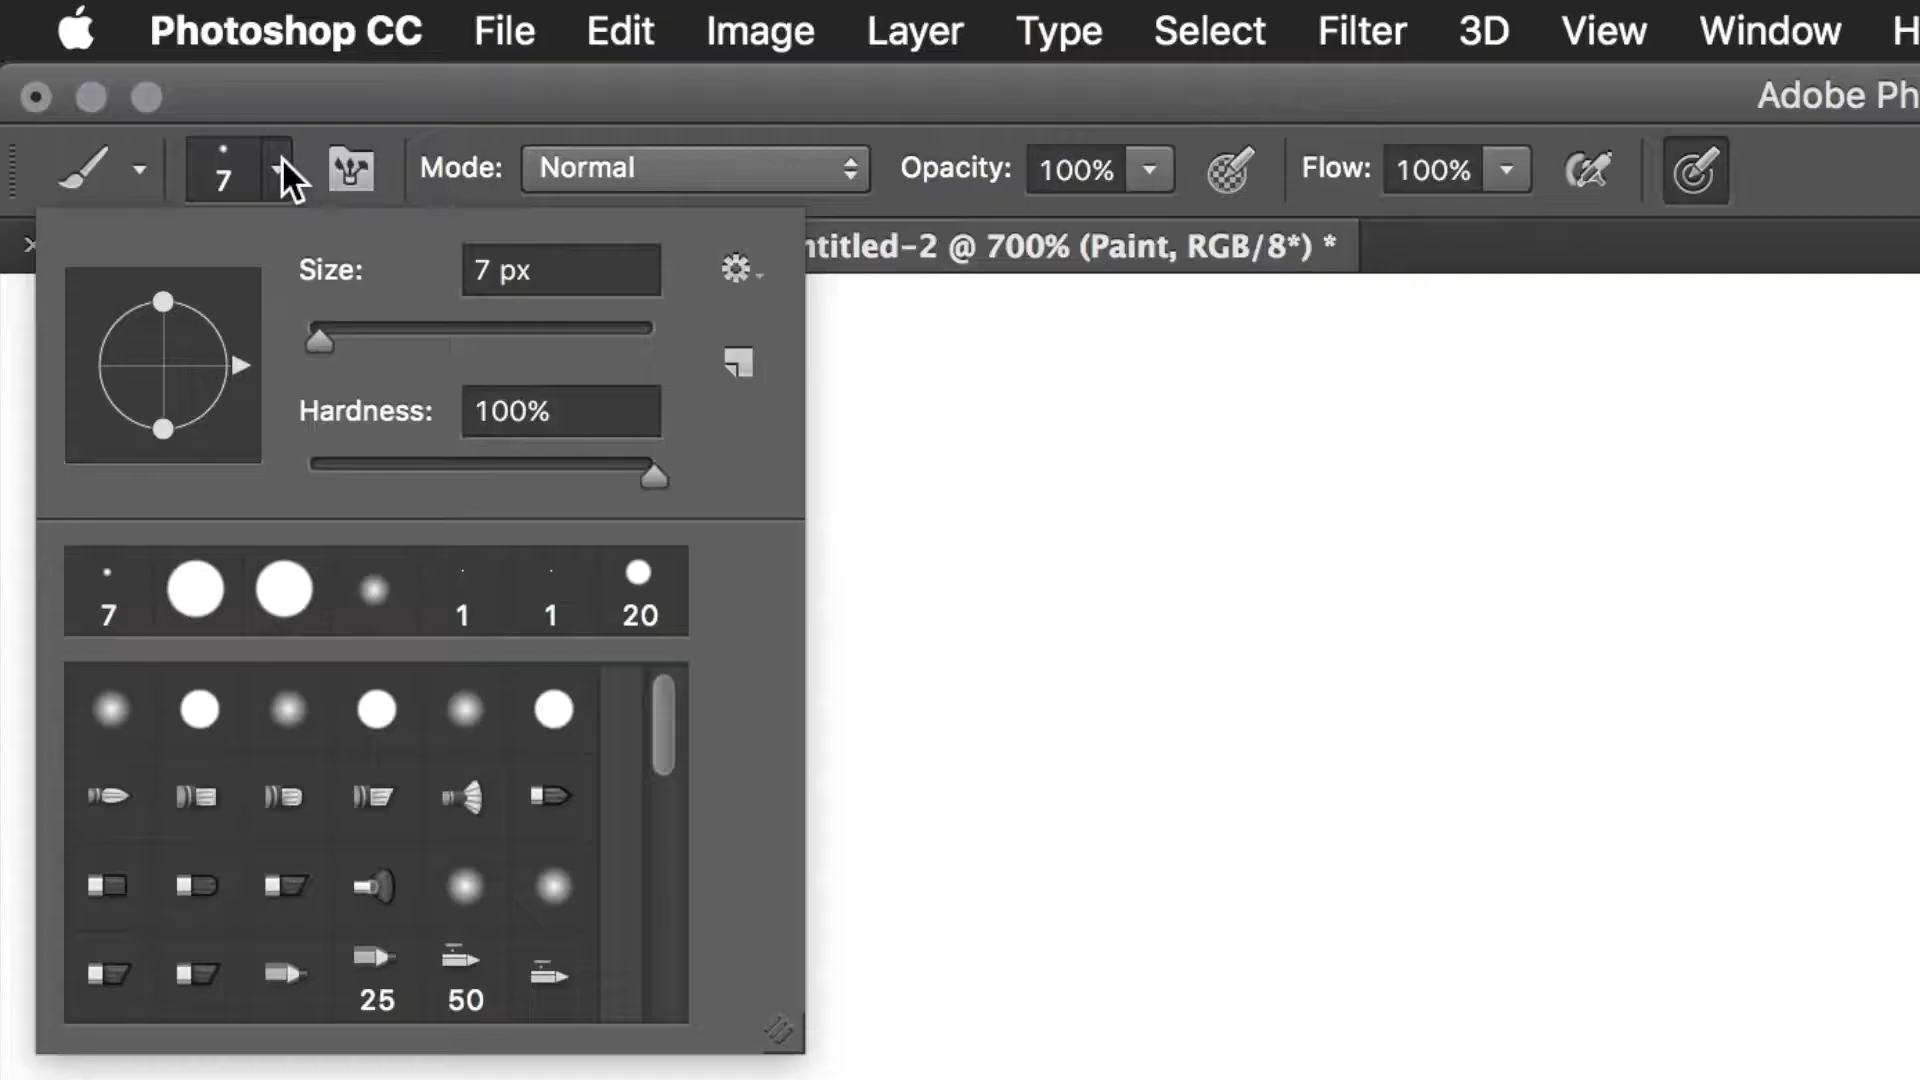 Photoshop CC File Edit Image Layer Type Select Filter 3D View Window H
Adobe Ph
7 Mode: Normal Opacity: 100% Flow: 100%
ntitled-2 @ 700% (Paint, RGB/8*) *
Size: 7 px
Hardness: 100%
7 1 1 20
25 50